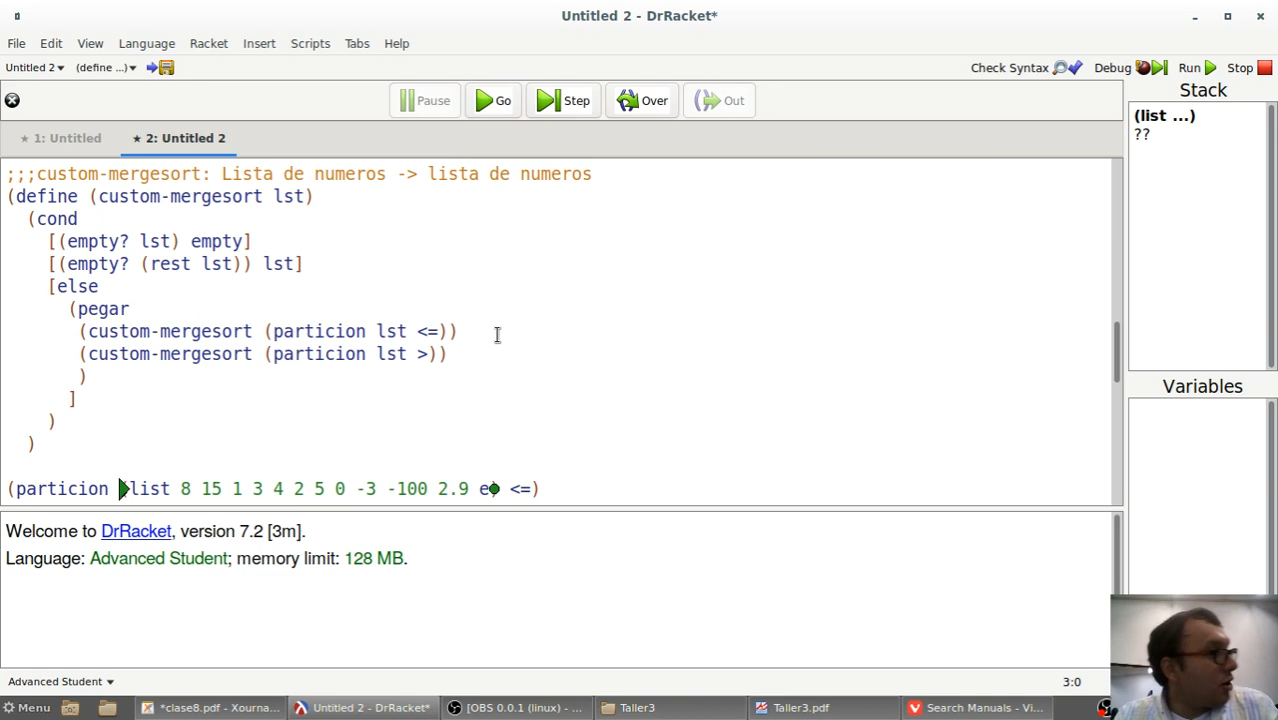 Untitled 2 - DrRacket*
File Edit View Language Racket Insert Scripts Tabs Help
Untitled 2 (define ...) Check Syntax Debug Run Stop
Pause Go Step Over Out
Stack
★ 1: Untitled ★ 2: Untitled 2
(list ...)
??
;;;custom-mergesort: Lista de numeros -> lista de numeros
(define (custom-mergesort lst)
(cond
[(empty? lst) empty]
[(empty? (rest lst)) lst]
[else
(pegar
(custom-mergesort (particion lst <=))
(custom-mergesort (particion lst >))
)
]
)
)
Variables
(particion (list 8 15 1 3 4 2 5 0 -3 -100 2.9 e) <=)
Welcome to DrRacket, version 7.2 [3m].
Language: Advanced Student; memory limit: 128 MB.
Advanced Student 3:0
Menu *clase8.pdf - Xourna... Untitled 2 - DrRacket* [OBS 0.0.1 (linux) - ... Taller3 Taller3.pdf Search Manuals - Vi...